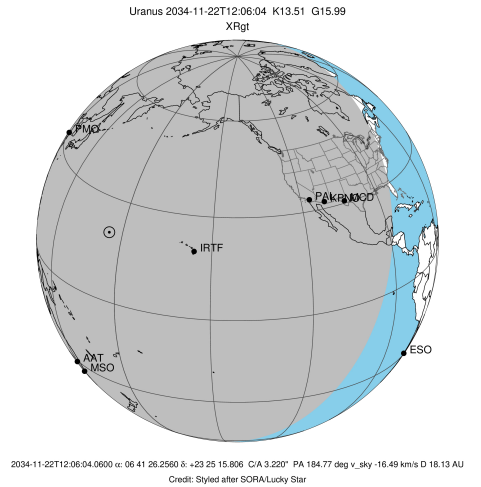 Uranus 2034-11-22T12:06:04 K13.51 G15.99
XRgt
PMO
MCD
IRTF
ESO
AAT
MSO
2034-11-22T12:06:04.0600 α: 06 41 26.2560 δ: +23 25 15.806 C/A 3.220" PA 184.77 deg v_sky -16.49 km/s D 18.13 AU
Credit: Styled after SORA/Lucky Star